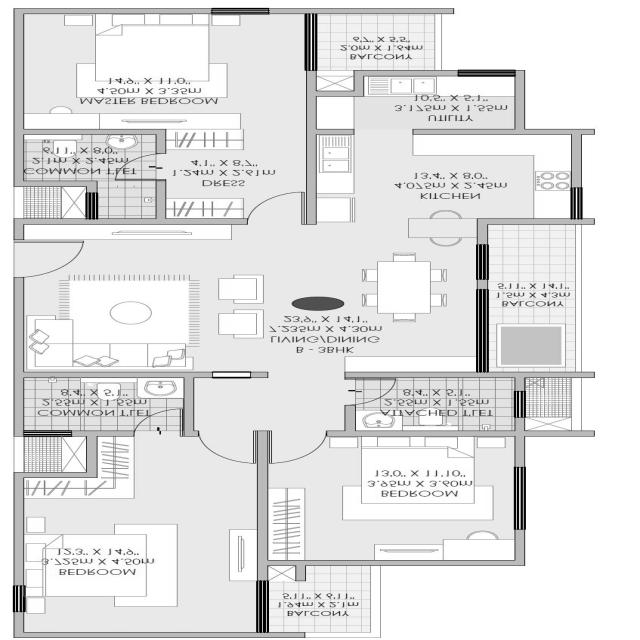 6'7" X 5'5"
2.0m X 1.64m
BALCONY
14'9" X 11'0"
4.50m X 3.35m
MASTER BEDROOM
10'5" X 5'1"
3.175m X 1.55m
UTILITY
6'11" X 8'0"
2.1m X 2.45m
COMMON TLET
4'1" X 8'7"
1.24m X 2.61m
DRESS
13'4" X 8'0"
4.075m X 2.45m
KITCHEN
5'11" X 14'1"
1.5m X 4.3m
BALCONY
23'9" X 14'1"
7.235m X 4.30m
LIVING/DINING
B - 3BHK
8'4" X 5'1"
2.55m X 1.55m
COMMON TLET
8'4" X 5'1"
2.55m X 1.55m
ATTACHED TLET
13'0" X 11'10"
3.95m X 3.60m
BEDROOM
12'3" X 14'9"
3.725m X 4.50m
BEDROOM
5'11" X 6'11"
1.94m X 2.1m
BALCONY